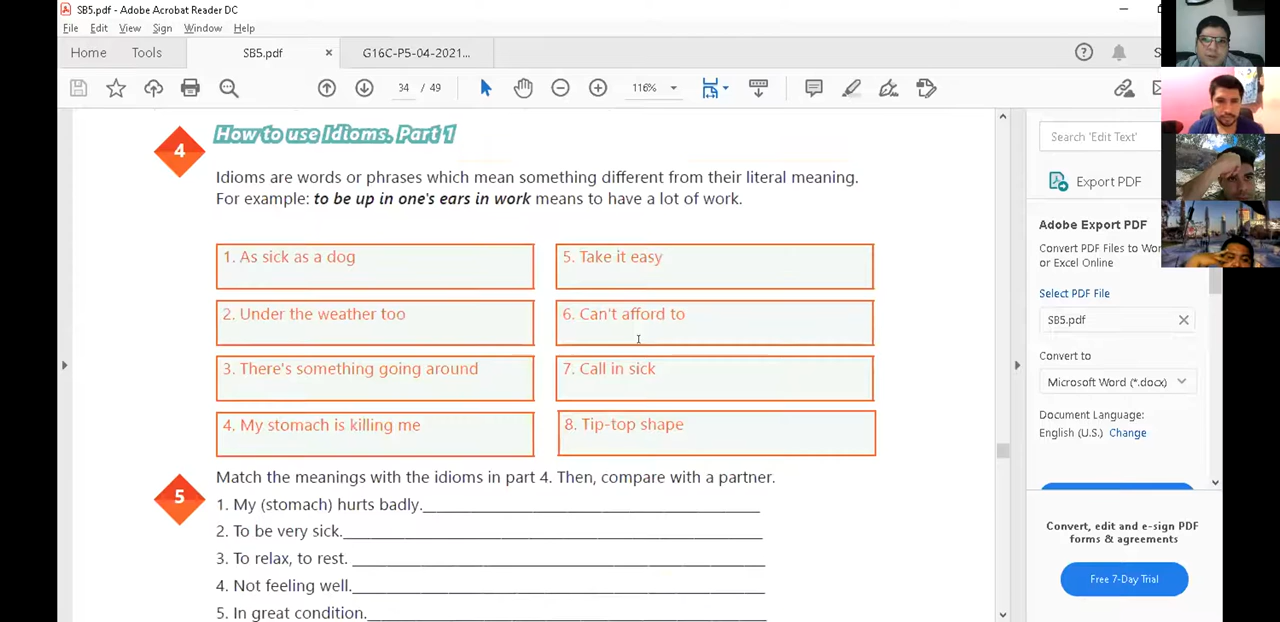 SB5.pdf - Adobe Acrobat Reader DC
File Edit View Sign Window Help
Home Tools SB5.pdf × G16C-P5-04-2021...
34 / 49 116%
4 How to use Idioms. Part 1
Idioms are words or phrases which mean something different from their literal meaning.
For example: to be up in one's ears in work means to have a lot of work.
1. As sick as a dog
2. Under the weather too
3. There's something going around
4. My stomach is killing me
5. Take it easy
6. Can't afford to
7. Call in sick
8. Tip-top shape
5 Match the meanings with the idioms in part 4. Then, compare with a partner.
1. My (stomach) hurts badly.
2. To be very sick.
3. To relax, to rest.
4. Not feeling well.
5. In great condition.
Search 'Edit Text'
Export PDF
Adobe Export PDF
Convert PDF Files to
or Excel Online
Select PDF File
SB5.pdf
Convert to
Microsoft Word (*.docx)
Document Language:
English (U.S.) Change
Convert, edit and e-sign PDF
forms & agreements
Free 7-Day Trial